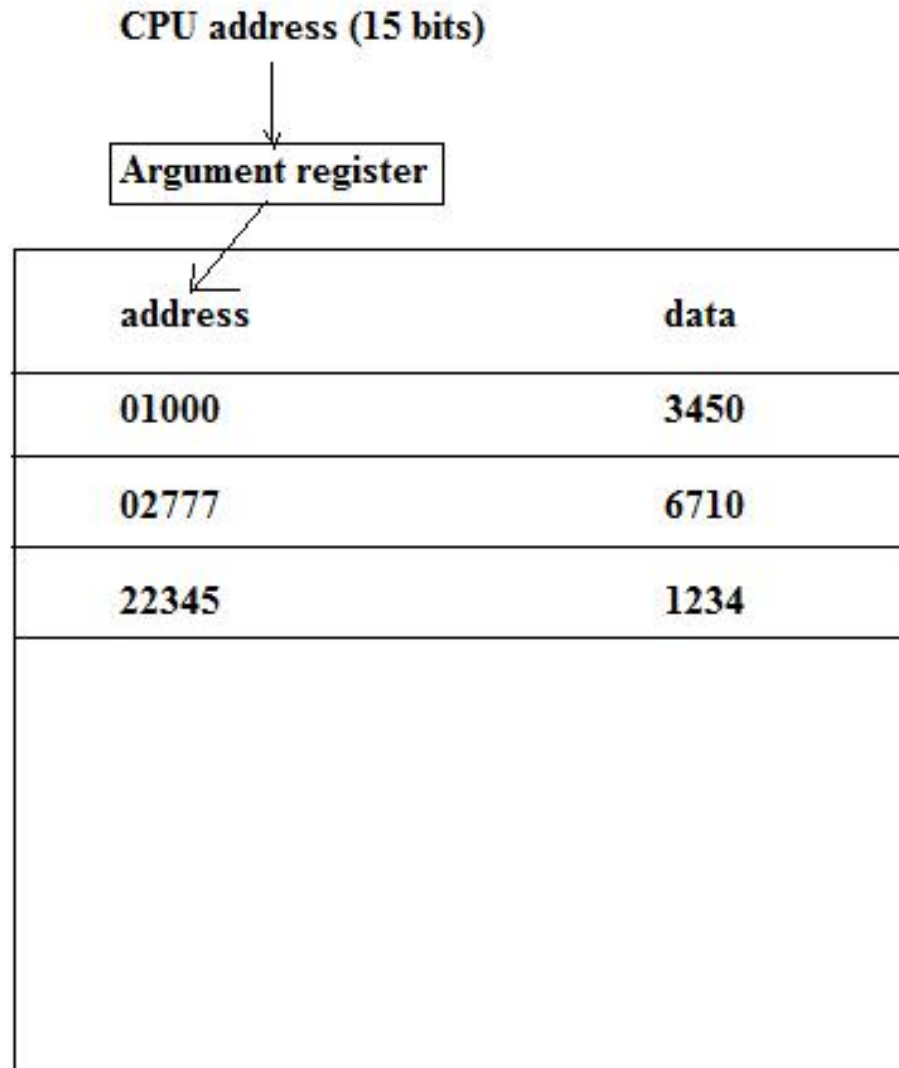 CPU address (15 bits)
Argument register
address data
01000 3450
02777 6710
22345 1234